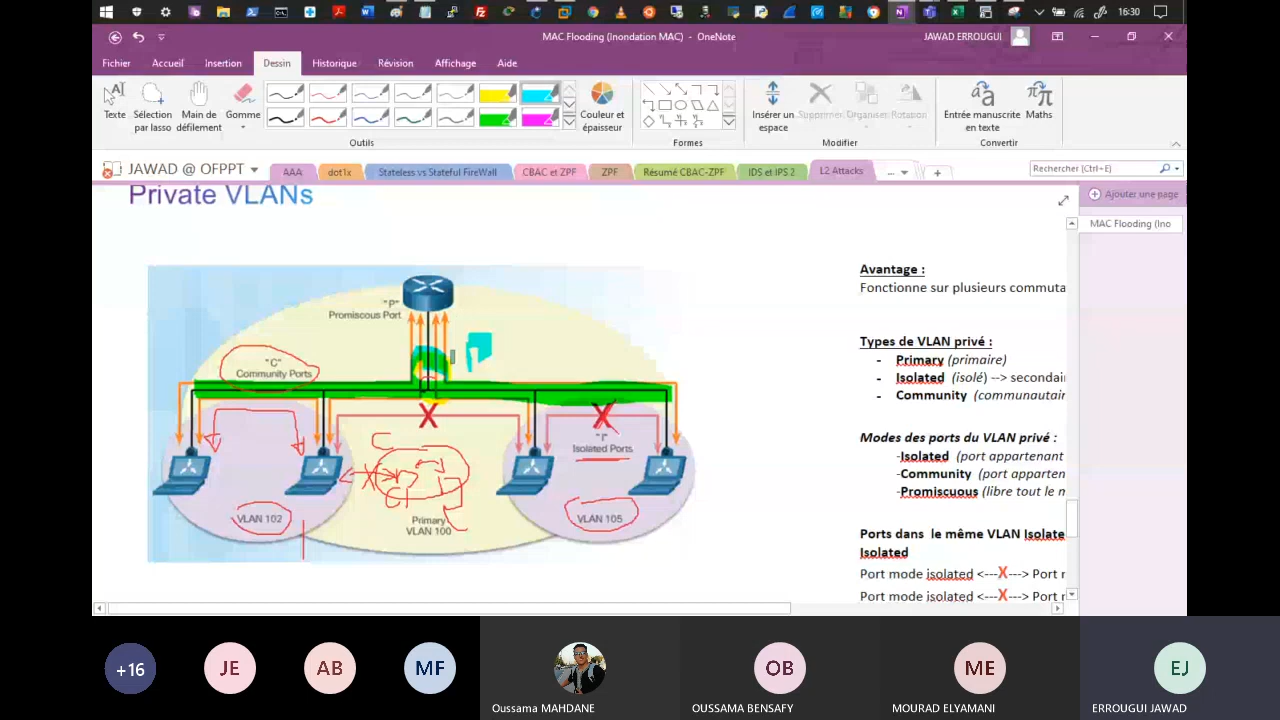 16:30
MAC Flooding (Inondation MAC) - OneNote
JAWAD ERROUGUI
Fichier
Accueil
Insertion
Dessin
Historique
Révision
Affichage
Aide
Texte
Sélection
par lasso
Main de
défilement
Gomme
Couleur et
épaisseur
Insérer un
espace
Supprimer
Organiser
Rotation
Entrée manuscrite
en texte
Maths
Outils
Formes
Modifier
Convertir
JAWAD @ OFPPT
AAA
dot1x
Stateless vs Stateful FireWall
CBAC et ZPF
ZPF
Résumé CBAC-ZPF
IDS et IPS 2
L2 Attacks
...
+
Rechercher (Ctrl+E)
Private VLANs
Ajouter une page
MAC Flooding (Ino
"P"
Promiscous Port
"C"
Community Ports
X
X
"I"
Isolated Ports
C
VLAN 102
Primary
VLAN 100
VLAN 105
Avantage :
Fonctionne sur plusieurs commuta
Types de VLAN privé :
- Primary (primaire)
- Isolated (isolé) --> secondair
- Community (communautair
Modes des ports du VLAN privé :
-Isolated (port appartenant
-Community (port apparten
-Promiscuous (libre tout le m
Ports dans le même VLAN Isolate
Isolated
Port mode isolated <---X---> Port r
Port mode isolated <---X---> Port r
+16
JE
AB
MF
Oussama MAHDANE
OB
OUSSAMA BENSAFY
ME
MOURAD ELYAMANI
EJ
ERROUGUI JAWAD